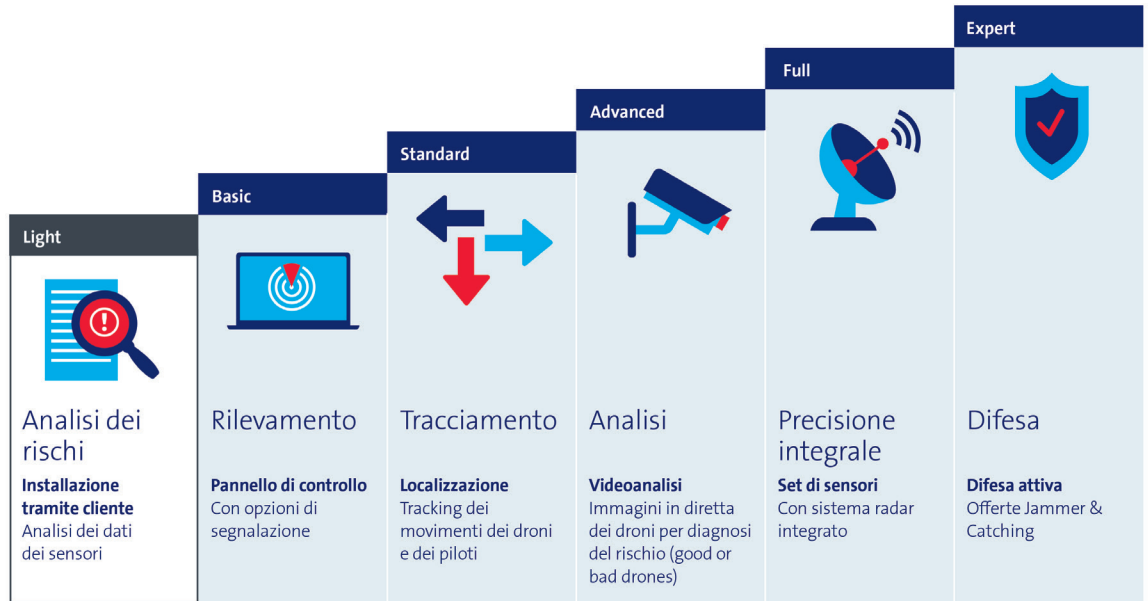 Light
Analisi dei
rischi
Installazione
tramite cliente
Analisi dei dati
dei sensori
Basic
Rilevamento
Pannello di controllo
Con opzioni di
segnalazione
Standard
Tracciamento
Localizzazione
Tracking dei
movimenti dei droni
e dei piloti
Advanced
Analisi
Videoanalisi
Immagini in diretta
dei droni per diagnosi
del rischio (good or
bad drones)
Full
Precisione
integrale
Set di sensori
Con sistema radar
integrato
Expert
Difesa
Difesa attiva
Offerte Jammer &
Catching